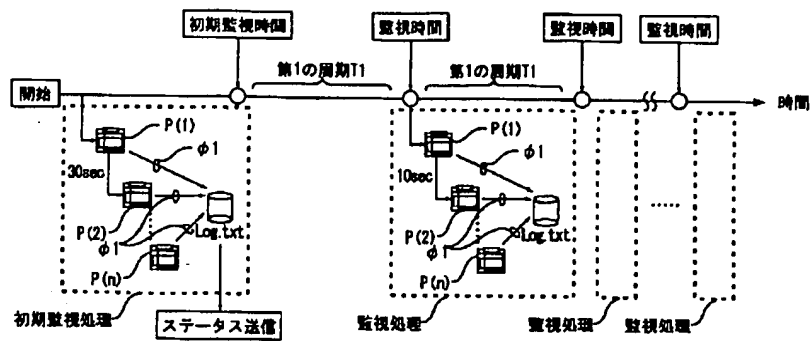 初期監視時間
監視時間
監視時間
監視時間
第1の周期T1
第1の周期T1
開始
時間
P(1)
φ1
30sec
P(2)
φ1
Log.txt
P(n)
P(1)
φ1
10sec
P(2)
φ1
Log.txt
P(n)
初期監視処理
ステータス送信
監視処理
監視処理
監視処理